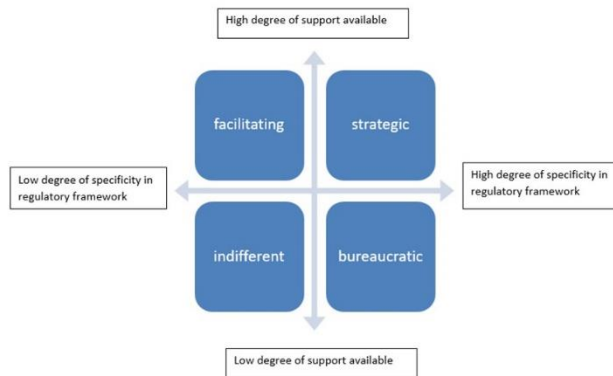 High degree of support available
facilitating
strategic
Low degree of specificity in
regulatory framework
High degree of specificity in
regulatory framework
indifferent
bureaucratic
Low degree of support available